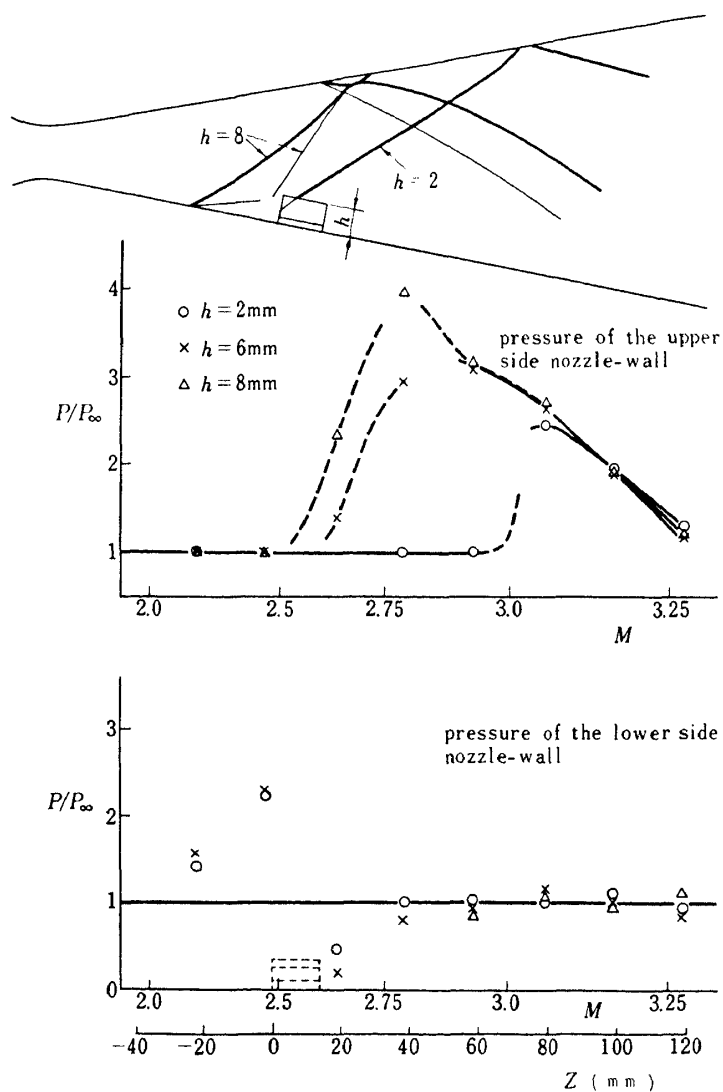 h = 8
h = 2
h
4
3
2
1
P/P∞
○ h = 2mm
× h = 6mm
△ h = 8mm
pressure of the upper
side nozzle-wall
2.0 2.5 2.75 3.0 3.25
M
3
2
1
0
P/P∞
pressure of the lower side
nozzle-wall
2.0 2.5 2.75 3.0 3.25
M
-40 -20 0 20 40 60 80 100 120
Z ( mm )